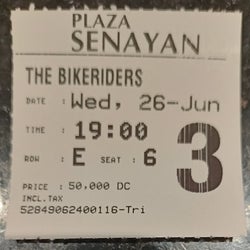 PLAZA
SENAYAN
THE BIKERIDERS
DATE : Wed, 26-Jun
TIME : 19:00
ROW : E SEAT : 6
3
PRICE : 50,000 DC
INCL.TAX
52849062400116-Tri